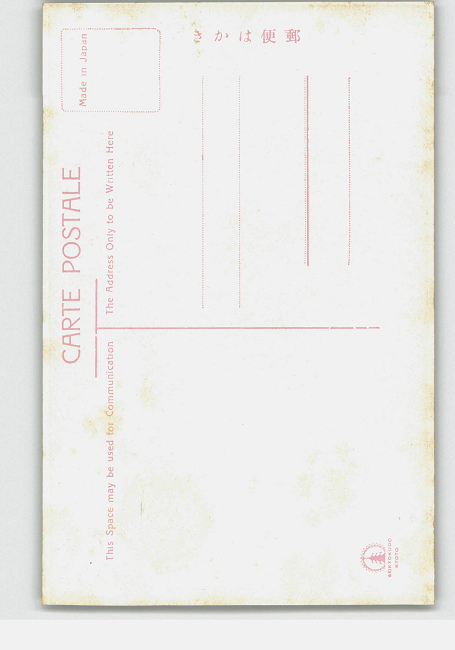 きかは便郵
Made in Japan
CARTE POSTALE
The Address Only to be Written Here
This Space may be used for Communication
KYOTO